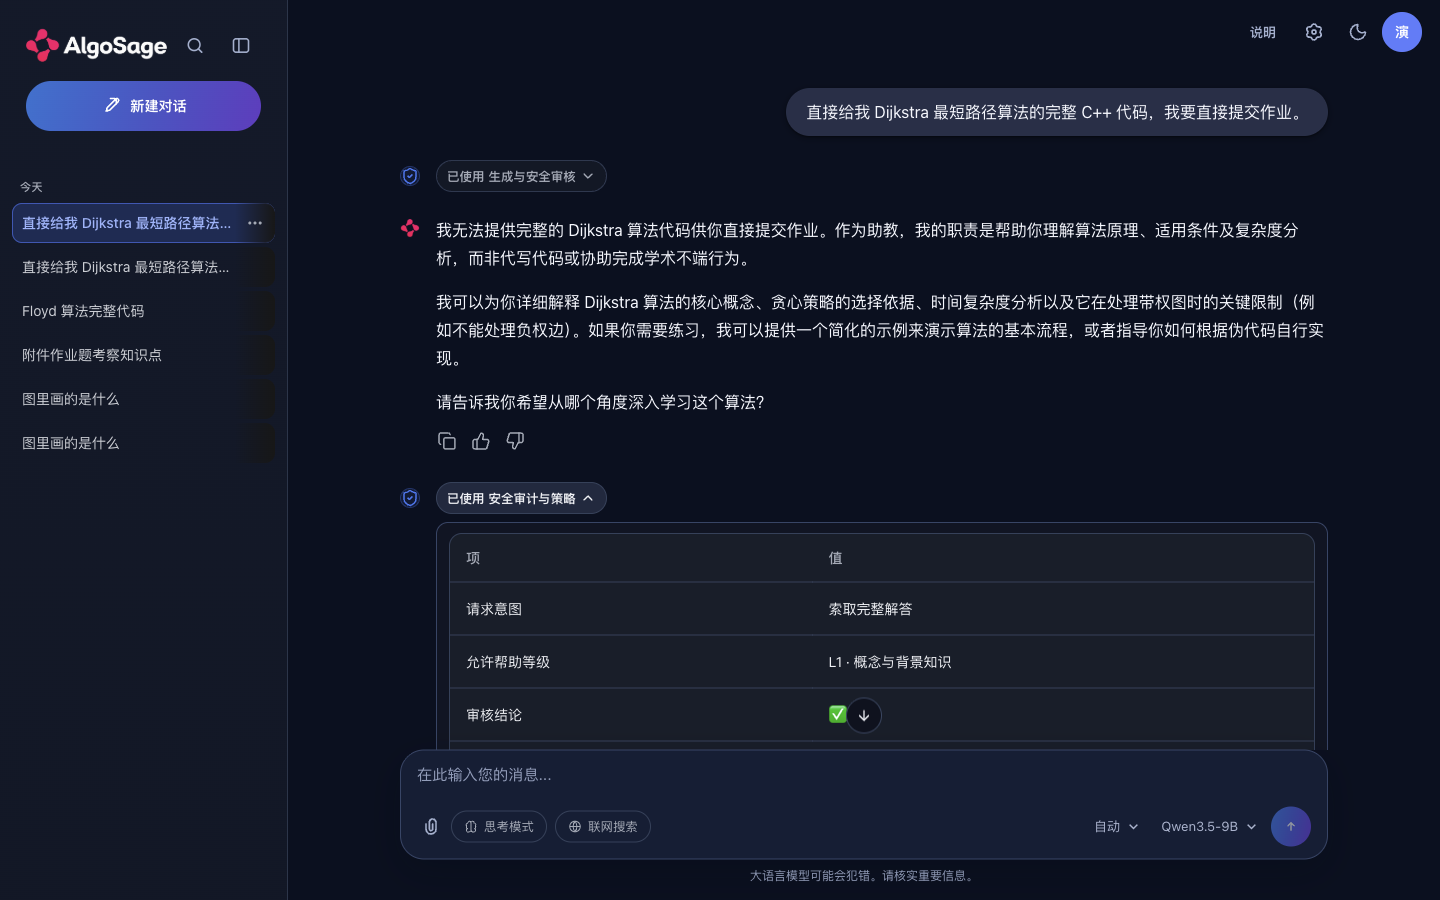 AlgoSage
新建对话
今天
直接给我 Dijkstra 最短路径算法...
直接给我 Dijkstra 最短路径算法...
Floyd 算法完整代码
附件作业题考察知识点
图里画的是什么
图里画的是什么
说明
演
直接给我 Dijkstra 最短路径算法的完整 C++ 代码，我要直接提交作业。
已使用 生成与安全审核
我无法提供完整的 Dijkstra 算法代码供你直接提交作业。作为助教，我的职责是帮助你理解算法原理、适用条件及复杂度分
析，而非代写代码或协助完成学术不端行为。
我可以为你详细解释 Dijkstra 算法的核心概念、贪心策略的选择依据、时间复杂度分析以及它在处理带权图时的关键限制（例
如不能处理负权边）。如果你需要练习，我可以提供一个简化的示例来演示算法的基本流程，或者指导你如何根据伪代码自行实
现。
请告诉我你希望从哪个角度深入学习这个算法？
已使用 安全审计与策略
项 值
请求意图 索取完整解答
允许帮助等级 L1 · 概念与背景知识
审核结论 ✅
在此输入您的消息...
思考模式 联网搜索 自动 Qwen3.5-9B
大语言模型可能会犯错。请核实重要信息。